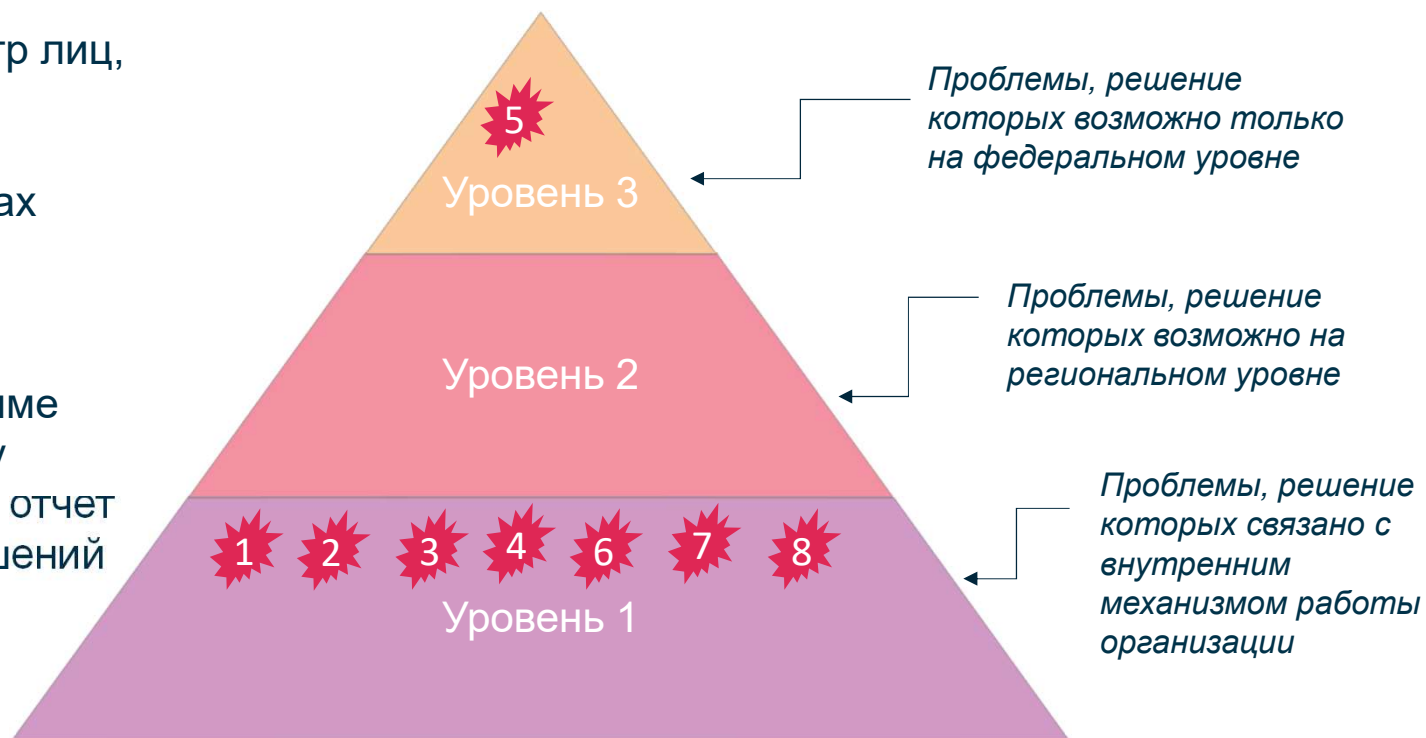 тр лиц,
ах
име
у
отчет
шений
5
Уровень 3
Уровень 2
1 2 3 4 6 7 8
Уровень 1
Проблемы, решение
которых возможно только
на федеральном уровне
Проблемы, решение
которых возможно на
региональном уровне
Проблемы, решение
которых связано с
внутренним
механизмом работы
организации